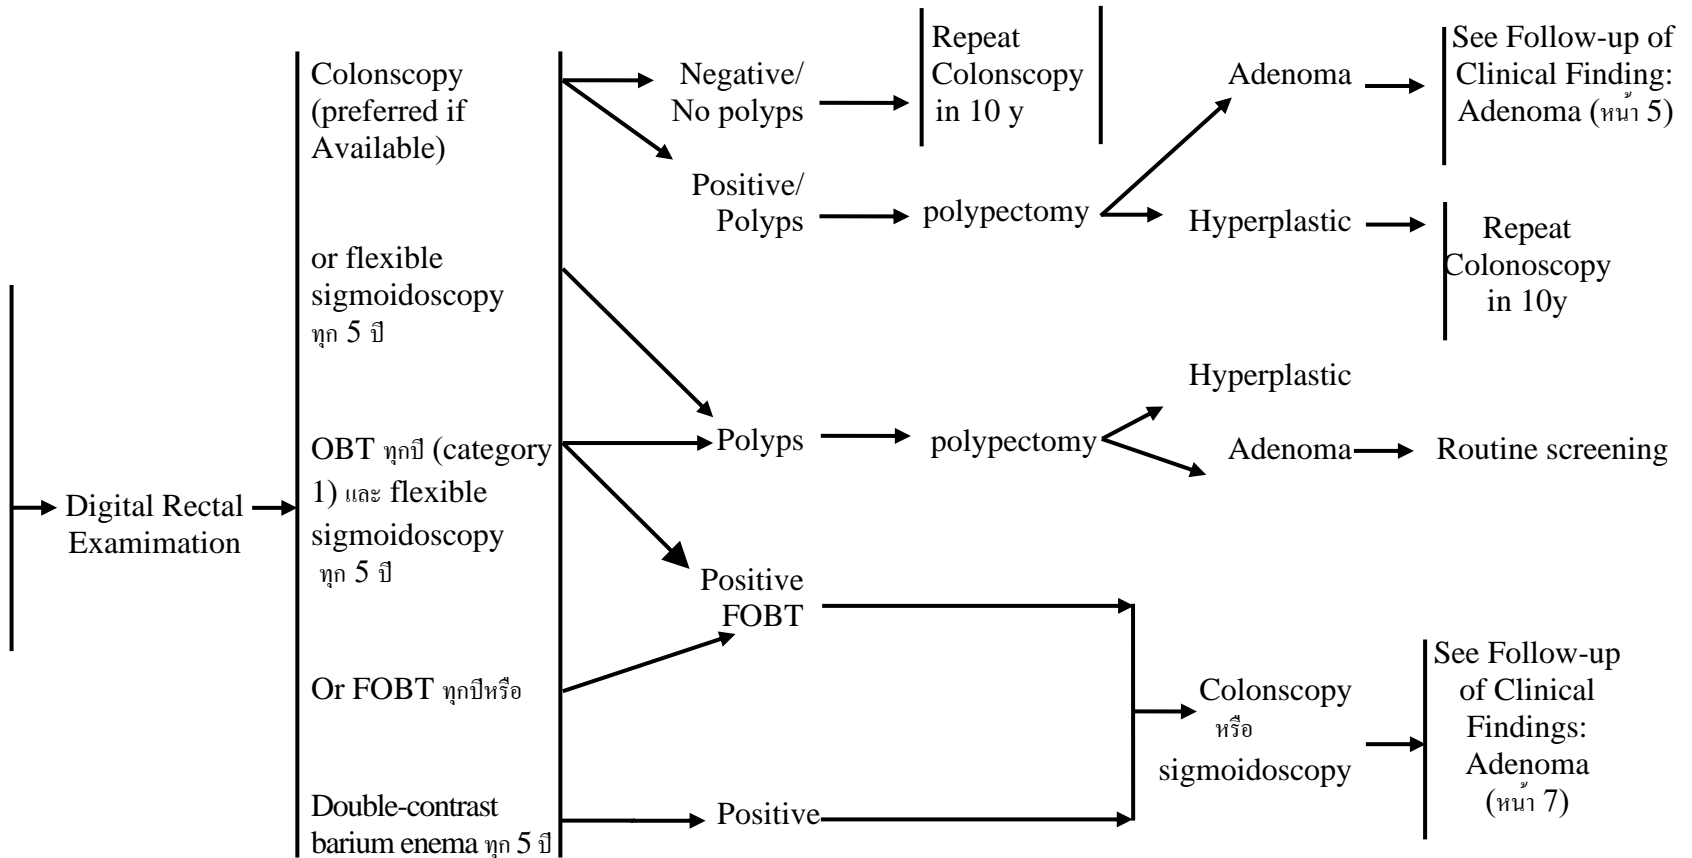 Digital Rectal
Examimation
Colonscopy
(preferred if
Available)
or flexible
sigmoidoscopy
ทุก 5 ปี
OBT ทุกปี (category
1) และ flexible
sigmoidoscopy
ทุก 5 ปี
Or FOBT ทุกปีหรือ
Double-contrast
barium enema ทุก 5 ปี
Negative/
No polyps
Positive/
Polyps
Polyps
Positive
FOBT
Positive
Repeat
Colonscopy
in 10 y
polypectomy
polypectomy
Adenoma
Hyperplastic
Hyperplastic
Adenoma
Colonscopy
หรือ
sigmoidoscopy
See Follow-up of
Clinical Finding:
Adenoma (หน้า 5)
Repeat
Colonoscopy
in 10y
Routine screening
See Follow-up
of Clinical
Findings:
Adenoma
(หน้า 7)